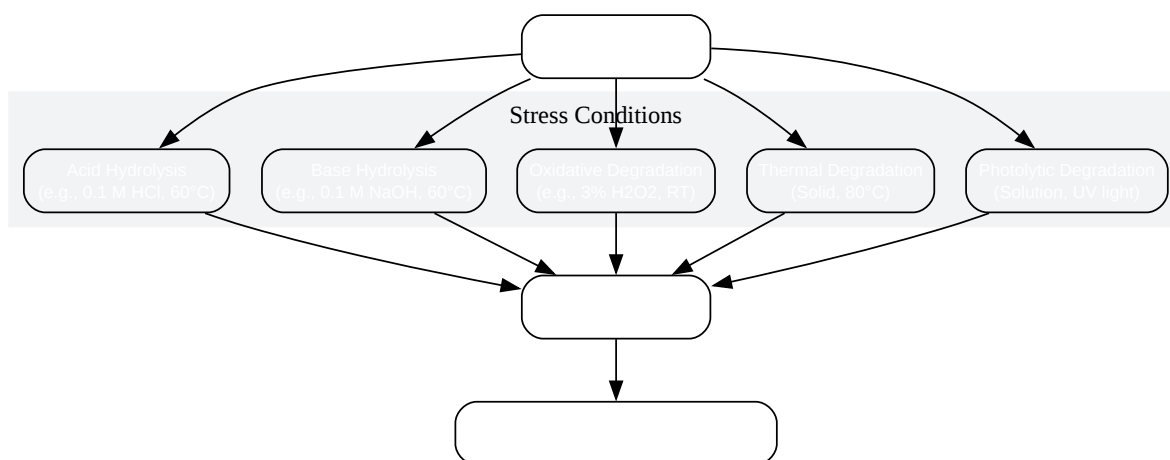 Stress Conditions
Acid Hydrolysis
(e.g., 0.1 M HCl, 60°C)
Base Hydrolysis
(e.g., 0.1 M NaOH, 60°C)
Oxidative Degradation
(e.g., 3% H2O2, RT)
Thermal Degradation
(Solid, 80°C)
Photolytic Degradation
(Solution, UV light)